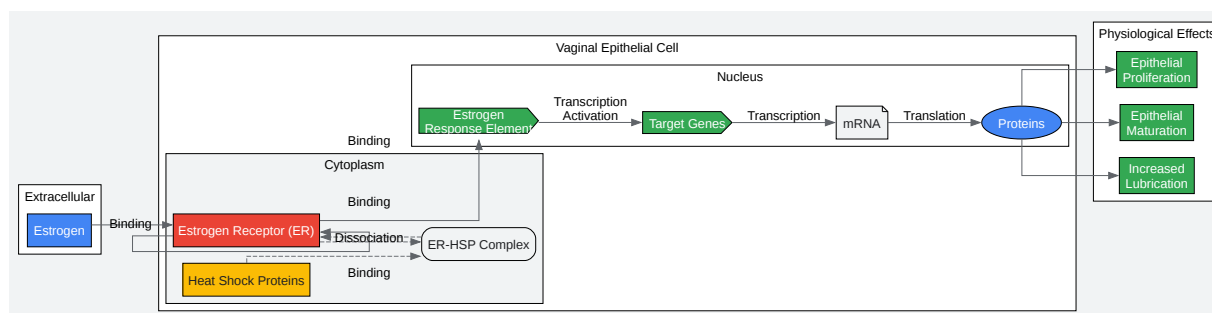 Vaginal Epithelial Cell
Physiological Effects
Nucleus
Epithelial
Proliferation
Estrogen
Response Element
Transcription
Activation
Target Genes
Transcription
mRNA
Translation
Proteins
Epithelial
Maturation
Increased
Lubrication
Binding
Cytoplasm
Extracellular
Estrogen
Binding
Estrogen Receptor (ER)
Binding
Dissociation
ER-HSP Complex
Heat Shock Proteins
Binding